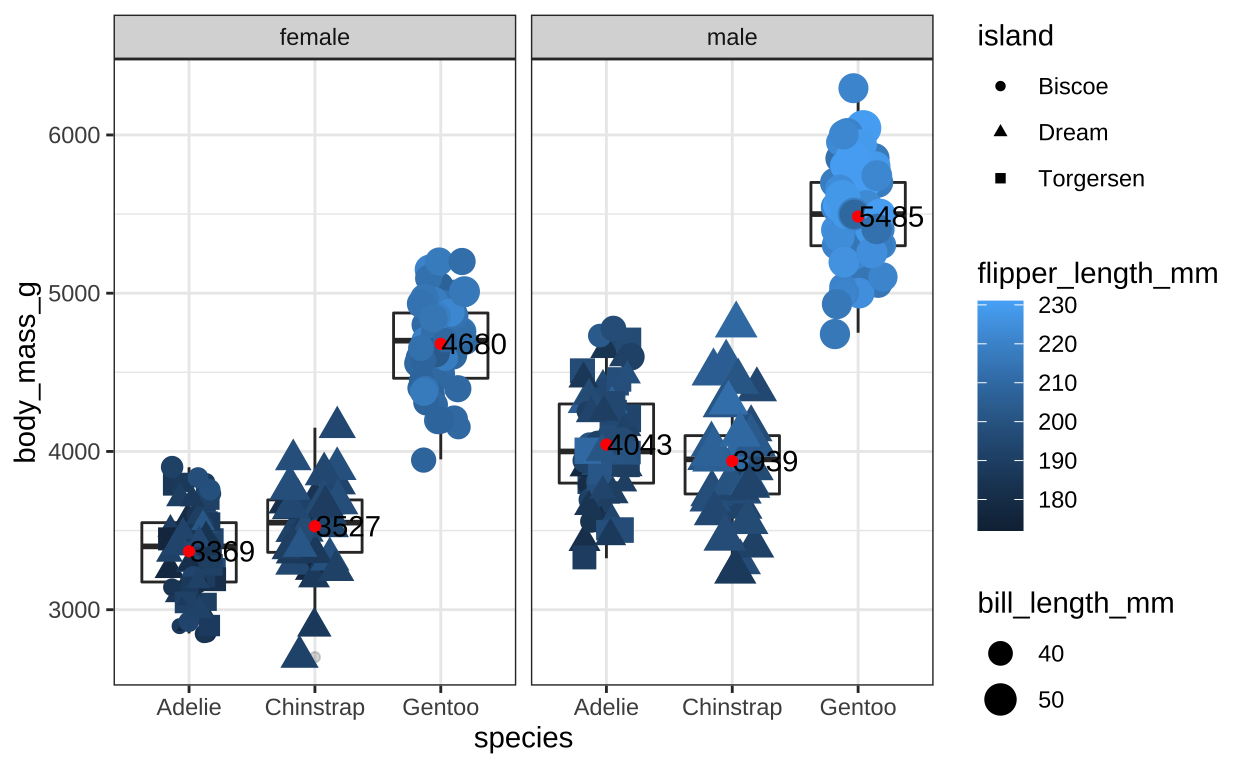 female
male
island
Biscoe
Dream
Torgersen
flipper_length_mm
230
220
210
200
190
180
bill_length_mm
40
50
body_mass_g
6000
5000
4000
3000
3369
3527
4680
4043
3939
5485
Adelie Chinstrap Gentoo
Adelie Chinstrap Gentoo
species